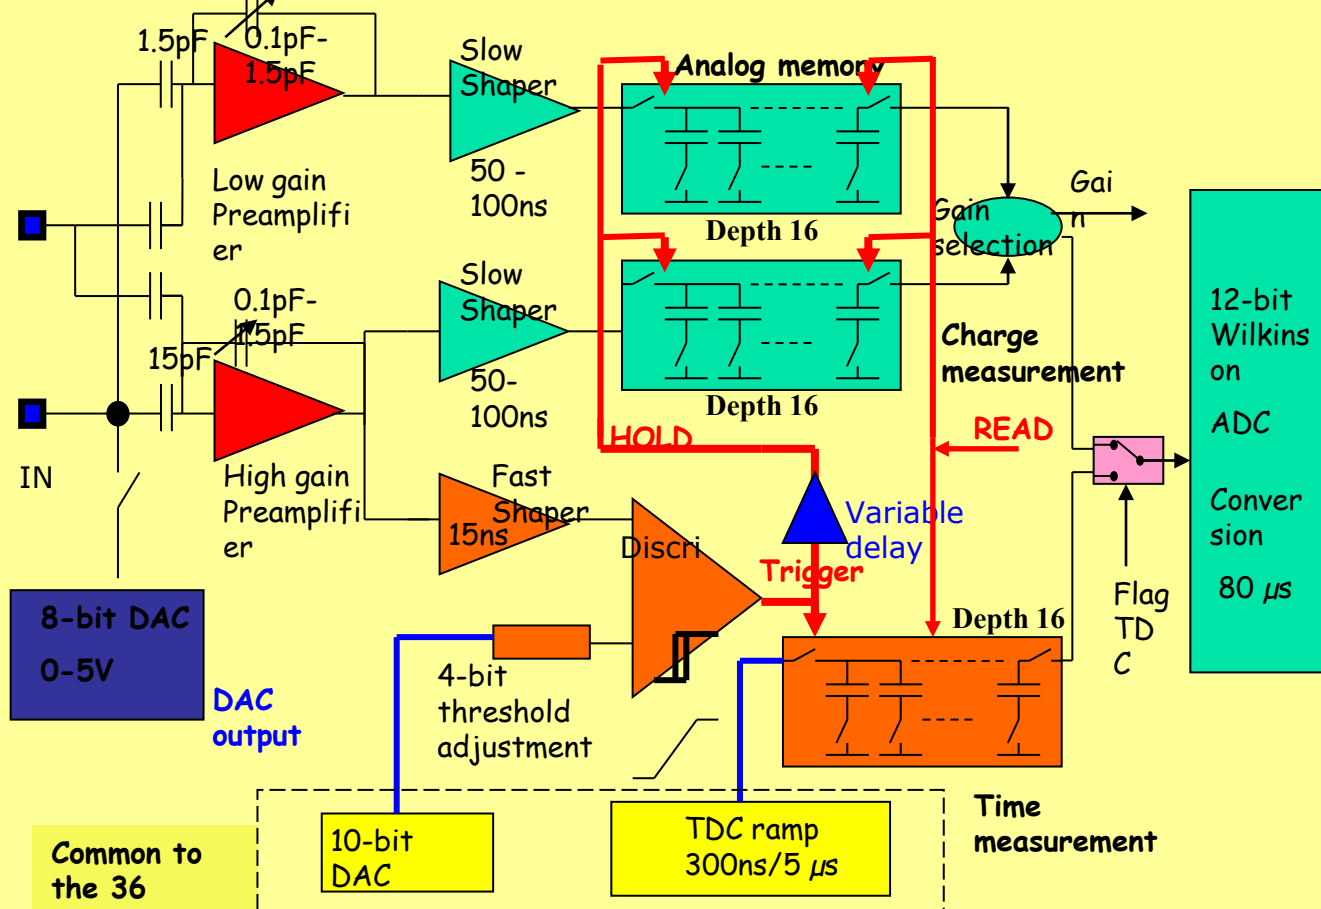 1.5pF
0.1pF-
1.5pF
Slow
Shaper
Analog memory
50 -
100ns
Low gain
Preamplifi
er
Depth 16
Gai
n
Gain
selection
Slow
Shaper
0.1pF-
1.5pF
15pF
50-
100ns
Depth 16
Charge
measurement
12-bit
Wilkins
on
ADC
Conver
sion
80 µs
HOLD
READ
IN
High gain
Preamplifi
er
Fast
Shaper
15ns
Discri
Variable
delay
Trigger
Flag
TD
C
8-bit DAC
0-5V
DAC
output
4-bit
threshold
adjustment
Depth 16
Time
measurement
TDC ramp
300ns/5 µs
10-bit
DAC
Common to
the 36